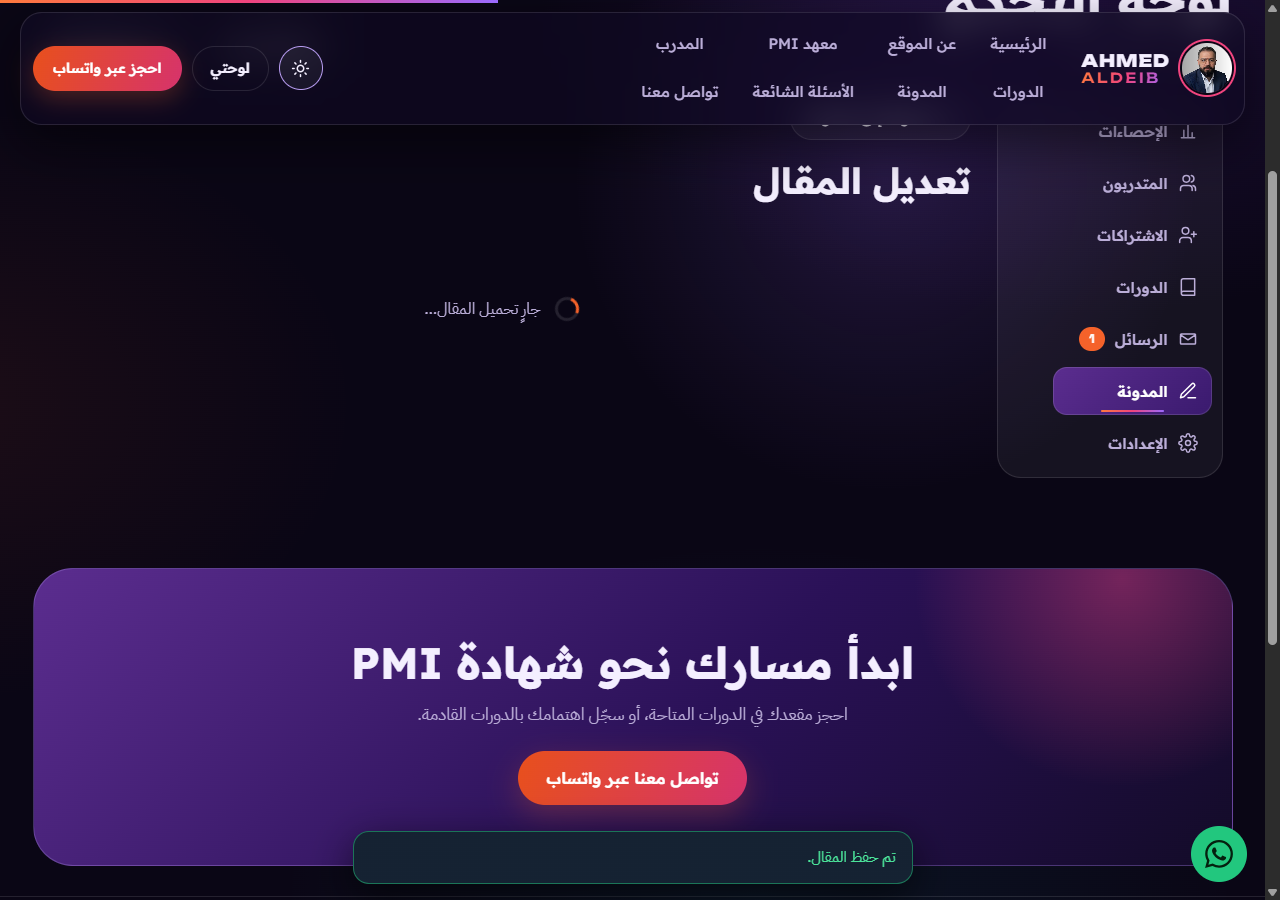 لوحة التحكم
AHMED
ALDEIB
الرئيسية
عن الموقع
معهد PMI
المدرب
الدورات
المدونة
الأسئلة الشائعة
تواصل معنا
لوحتي
احجز عبر واتساب
الإحصاءات
المتدربون
الاشتراكات
الدورات
الرسائل 1
المدونة
الإعدادات
تعديل المقال
جارٍ تحميل المقال...
ابدأ مسارك نحو شهادة PMI
احجز مقعدك في الدورات المتاحة، أو سجّل اهتمامك بالدورات القادمة.
تواصل معنا عبر واتساب
تم حفظ المقال.